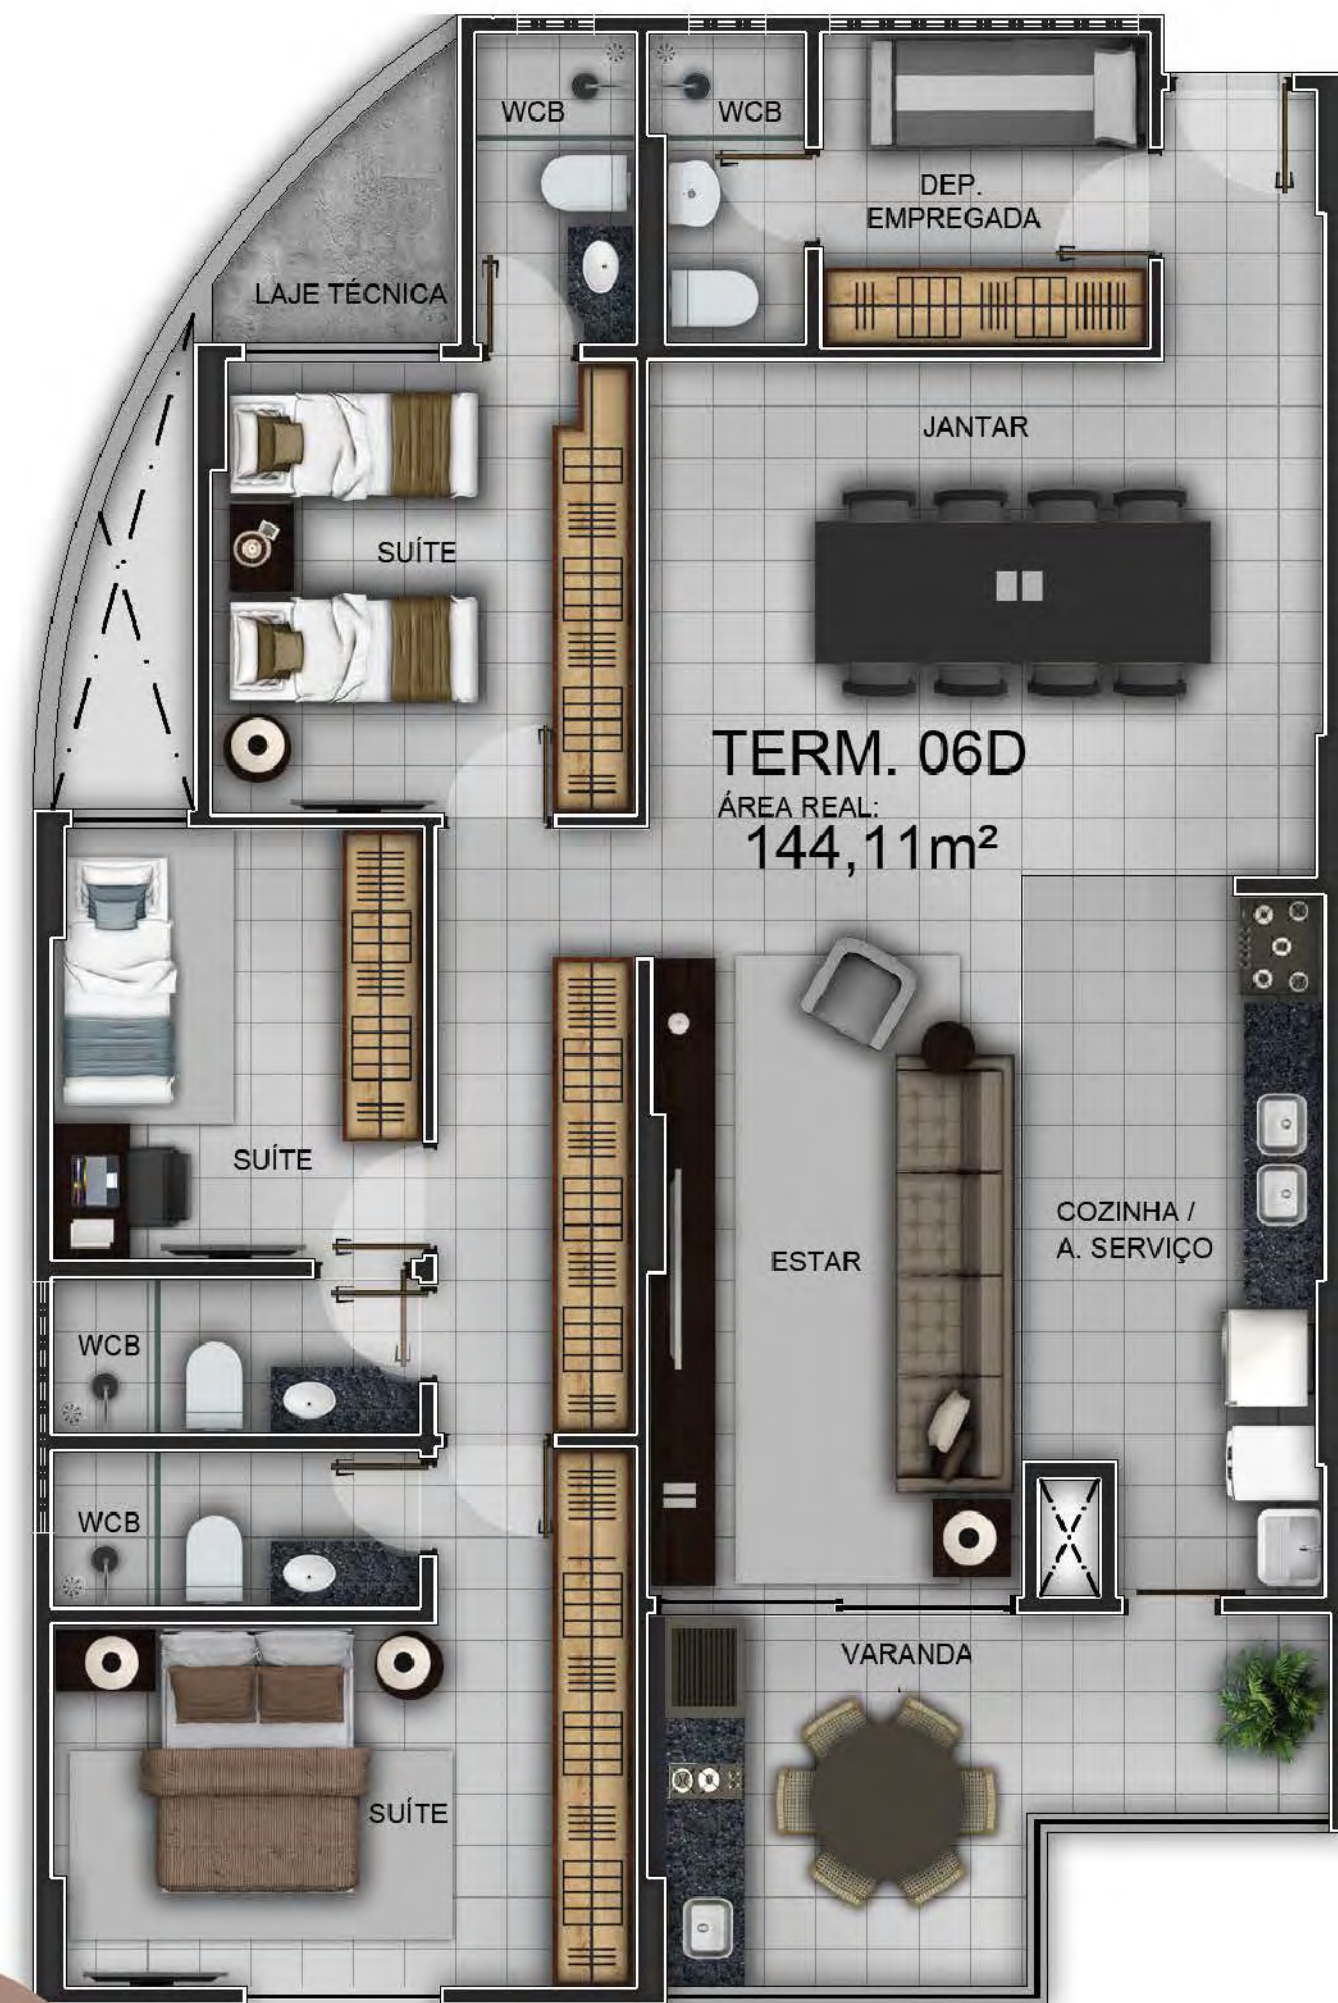 WCB
WCB
DEP.
EMPREGADA
LAJE TÉCNICA
JANTAR
SUÍTE
TERM. 06D
ÁREA REAL:
144,11m²
SUÍTE
COZINHA /
A. SERVIÇO
ESTAR
WCB
WCB
VARANDA
SUÍTE